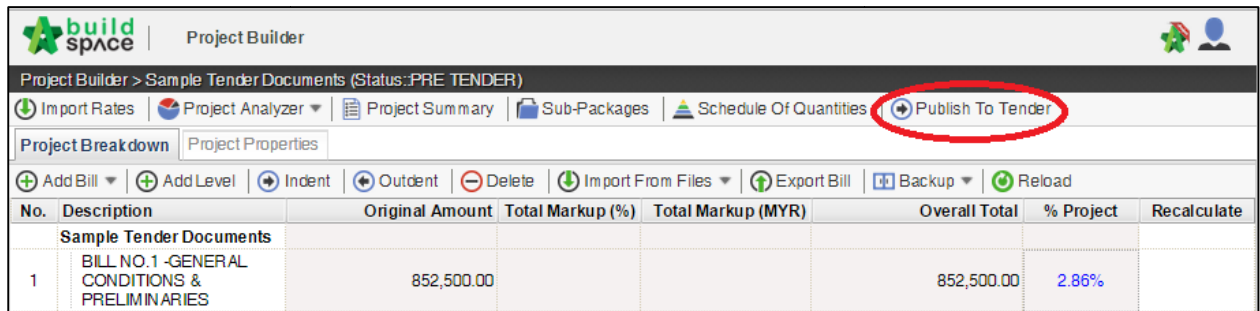 build space Project Builder
Project Builder > Sample Tender Documents (Status::PRE TENDER)
Import Rates Project Analyzer Project Summary Sub-Packages Schedule Of Quantities Publish To Tender
Project Breakdown Project Properties
Add Bill Add Level Indent Outdent Delete Import From Files Export Bill Backup Reload
No. Description Original Amount Total Markup (%) Total Markup (MYR) Overall Total % Project Recalculate
Sample Tender Documents
BILL NO.1 -GENERAL
1 CONDITIONS & 852,500.00 852,500.00 2.86%
PRELIMINARIES